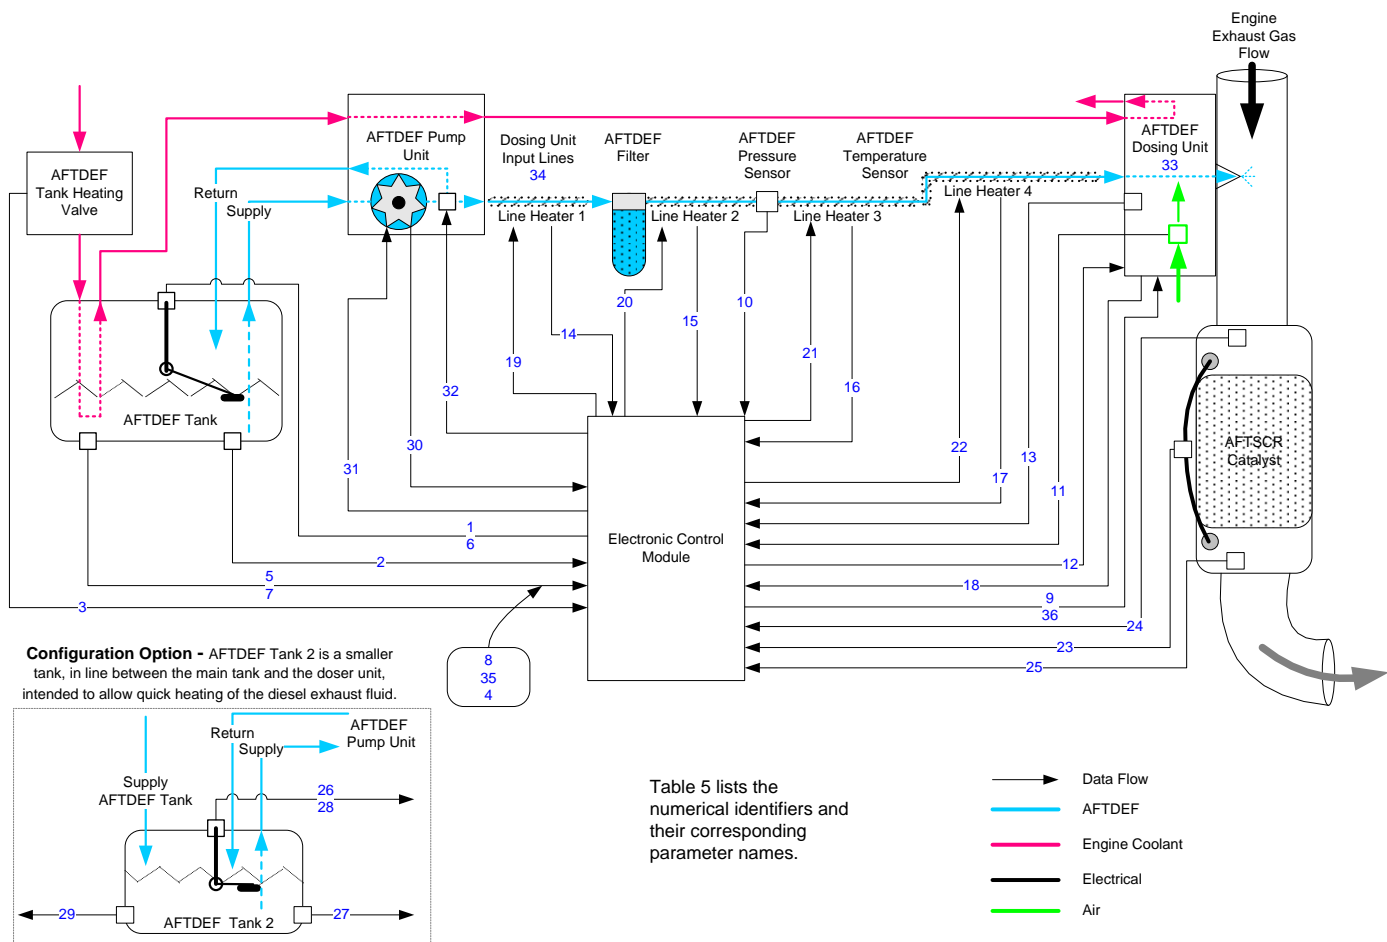 Engine
Exhaust Gas
Flow
AFTDEF
Tank Heating
Valve
AFTDEF Pump
Unit
Dosing Unit
Input Lines
34
AFTDEF
Filter
AFTDEF
Pressure
Sensor
AFTDEF
Temperature
Sensor
AFTDEF
Dosing Unit
33
Return
Supply
Line Heater 1
Line Heater 2
Line Heater 3
Line Heater 4
20
10
14
15
21
19
16
32
30
31
22
13
17
11
AFTDEF Tank
AFTSCR
Catalyst
Electronic Control
Module
1
6
2
5
7
3
12
18
9
36
24
23
25
8
35
4
Configuration Option - AFTDEF Tank 2 is a smaller
tank, in line between the main tank and the doser unit,
intended to allow quick heating of the diesel exhaust fluid.
Return
Supply
AFTDEF
Pump Unit
Supply
AFTDEF Tank
26
28
29
27
AFTDEF Tank 2
Table 5 lists the
numerical identifiers and
their corresponding
parameter names.
Data Flow
AFTDEF
Engine Coolant
Electrical
Air